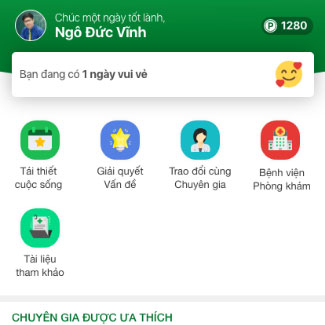 Chúc một ngày tốt lành,
Ngô Đức Vĩnh
P 1280
Bạn đang có 1 ngày vui vẻ
Tái thiết
cuộc sống
Giải quyết
Vấn đề
Trao đổi cùng
Chuyên gia
Bệnh viện
Phòng khám
Tài liệu
tham khảo
CHUYÊN GIA ĐƯỢC ƯA THÍCH